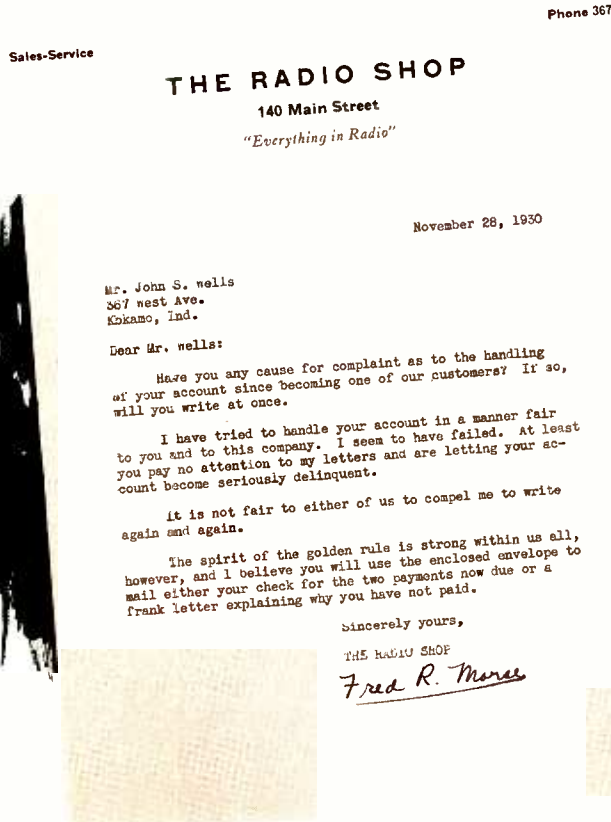 Phone 367
Sales-Service
THE RADIO SHOP
140 Main Street
"Everything in Radio"
November 28, 1930
Mr. John S. Wells
367 West Ave.
Kokamo, Ind.
Dear Mr. Wells:
Have you any cause for complaint as to the handling
of your account since becoming one of our customers? If so,
will you write at once.
I have tried to handle your account in a manner fair
to you and to this company. I seem to have failed. At least
you pay no attention to my letters and are letting your ac-
count become seriously delinquent.
It is not fair to either of us to compel me to write
again and again.
The spirit of the golden rule is strong within us all,
however, and I believe you will use the enclosed envelope to
mail either your check for the two payments now due or a
frank letter explaining why you have not paid.
Sincerely yours,
THE RADIO SHOP
Fred R. Morse